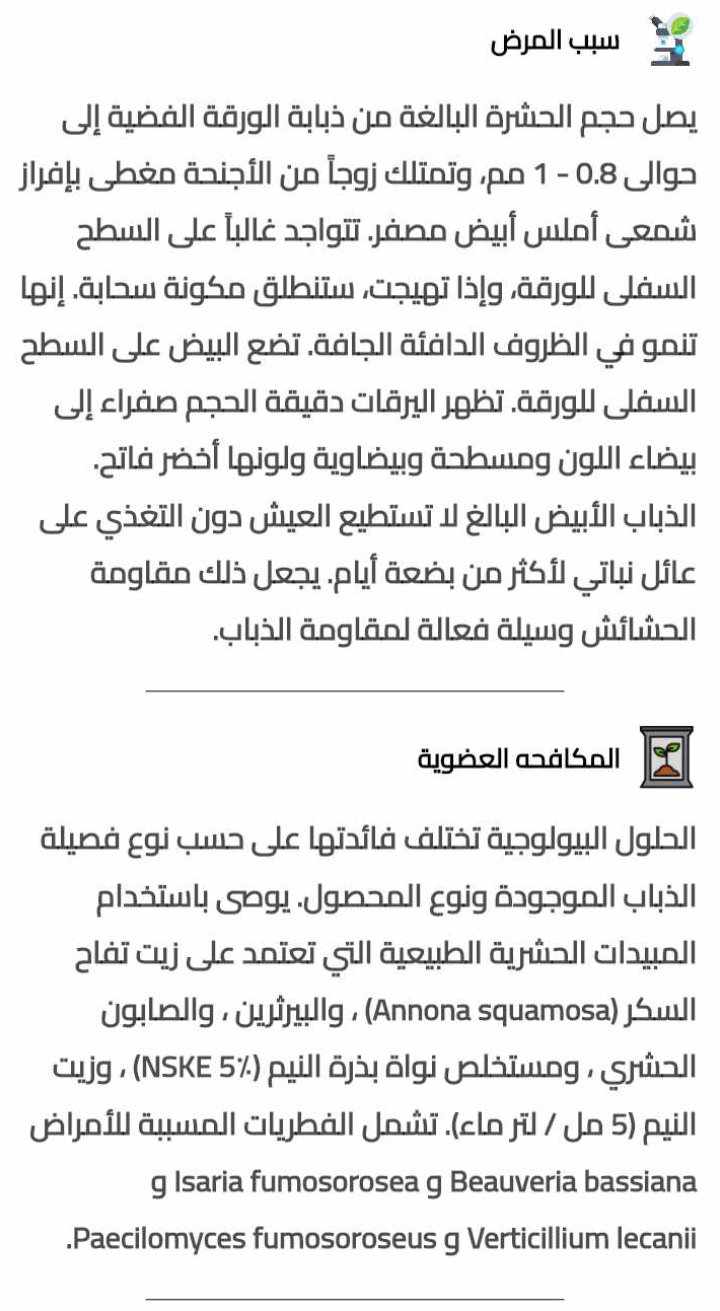 سبب المرض
يصل حجم الحشرة البالغة من ذبابة الورقة الفضية إلى
حوالى 0.8 - 1 مم، وتمتلك زوجاً من الأجنحة مغطى بإفراز
شمعى أملس أبيض مصفر. تتواجد غالباً على السطح
السفلى للورقة، وإذا تهيجت، ستنطلق مكونة سحابة. إنها
تنمو في الظروف الدافئة الجافة. تضع البيض على السطح
السفلى للورقة. تظهر اليرقات دقيقة الحجم صفراء إلى
بيضاء اللون ومسطحة وبيضاوية ولونها أخضر فاتح.
الذباب الأبيض البالغ لا تستطيع العيش دون التغذي على
عائل نباتي لأكثر من بضعة أيام. يجعل ذلك مقاومة
الحشائش وسيلة فعالة لمقاومة الذباب.
المكافحه العضوية
الحلول البيولوجية تختلف فائدتها على حسب نوع فصيلة
الذباب الموجودة ونوع المحصول. يوصى باستخدام
المبيدات الحشرية الطبيعية التي تعتمد على زيت تفاح
السكر (Annona squamosa) ، والبيرثرين ، والصابون
الحشري ، ومستخلص نواة بذرة النيم (NSKE 5٪) ، وزيت
النيم (5 مل / لتر ماء). تشمل الفطريات المسببة للأمراض
Beauveria bassiana و Isaria fumosorosea و
Verticillium lecanii و Paecilomyces fumosoroseus.